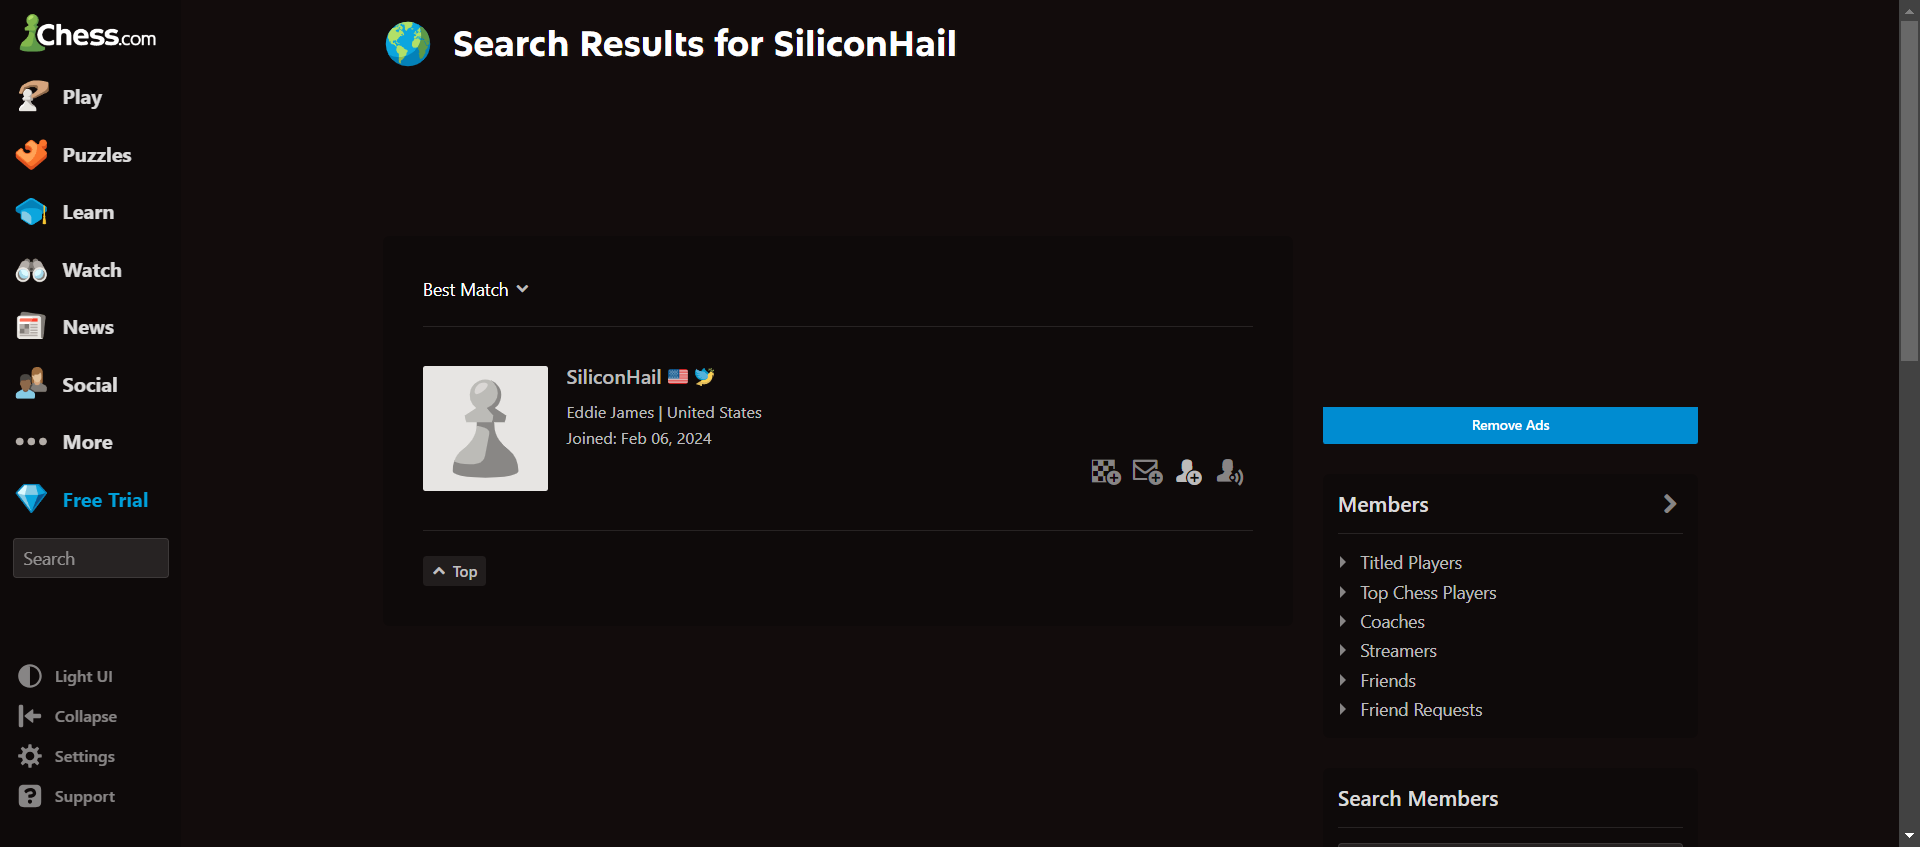 Chess.com
Play
Puzzles
Learn
Watch
News
Social
More
Free Trial
Search
Light UI
Collapse
Settings
Support
Search Results for SiliconHail
Best Match
SiliconHail
Eddie James | United States
Joined: Feb 06, 2024
Top
Remove Ads
Members
Titled Players
Top Chess Players
Coaches
Streamers
Friends
Friend Requests
Search Members